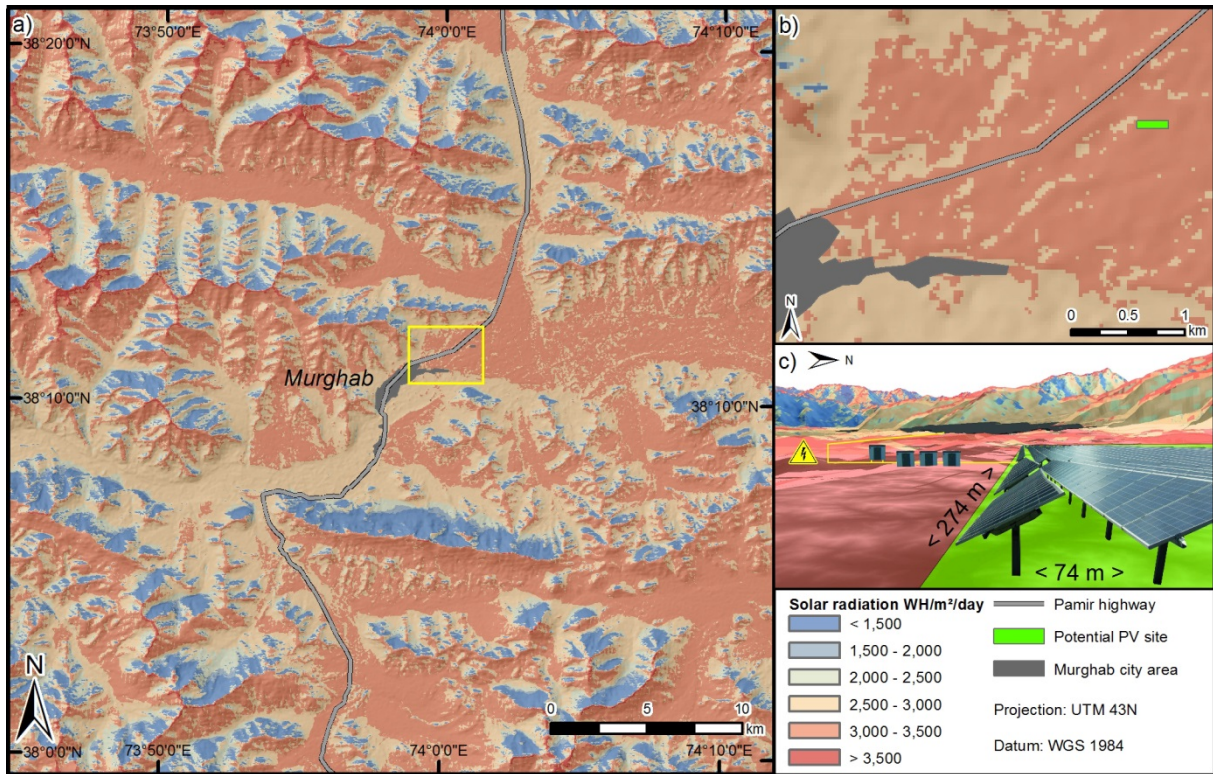 a)
73°50'0"E
74°0'0"E
74°10'0"E
38°20'0"N
38°20'0"N
Murghab
38°10'0"N
38°10'0"N
N
0 5 10
km
38°0'0"N
73°50'0"E
74°0'0"E
74°10'0"E
b)
N
0 0.5 1
km
c)
N
< 274 m >
< 74 m >
Solar radiation WH/m²/day
< 1,500
1,500 - 2,000
2,000 - 2,500
2,500 - 3,000
3,000 - 3,500
> 3,500
Pamir highway
Potential PV site
Murghab city area
Projection: UTM 43N
Datum: WGS 1984